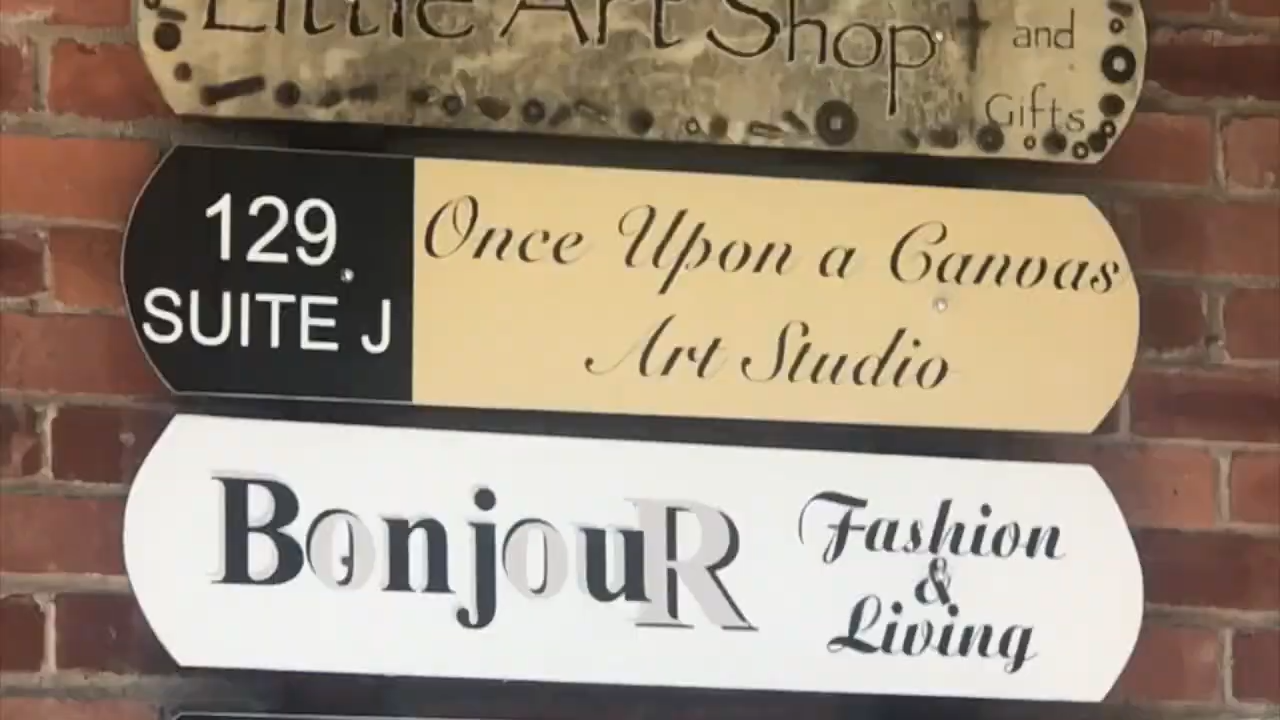 Little Art Shop and
Gifts
129
SUITE J
Once Upon a Canvas
Art Studio
BonjouR
Fashion
&
Living